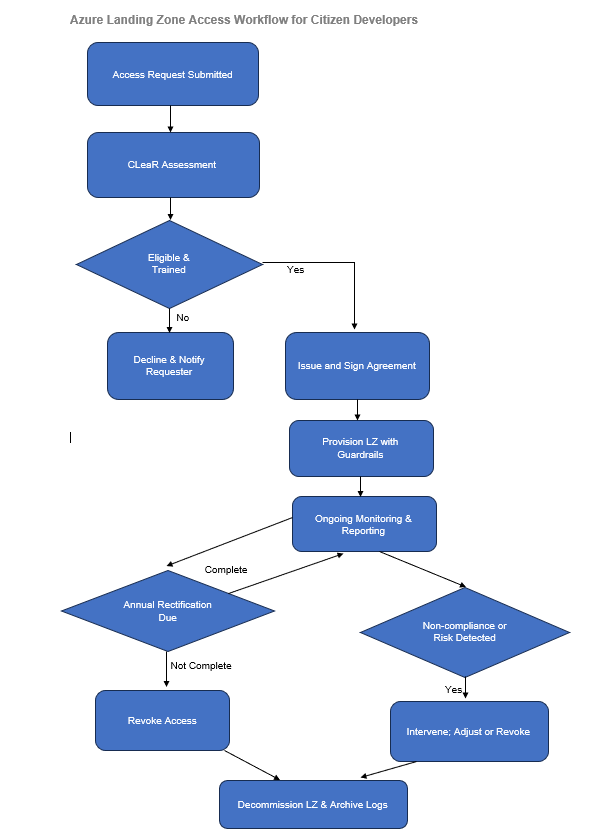 Azure Landing Zone Access Workflow for Citizen Developers
Access Request Submitted
CLeaR Assessment
Eligible &
Trained
Yes
No
Decline & Notify
Requester
Issue and Sign Agreement
Provision LZ with
Guardrails
Ongoing Monitoring &
Reporting
Complete
Annual Rectification
Due
Non-compliance or
Risk Detected
Not Complete
Yes
Revoke Access
Intervene; Adjust or Revoke
Decommission LZ & Archive Logs